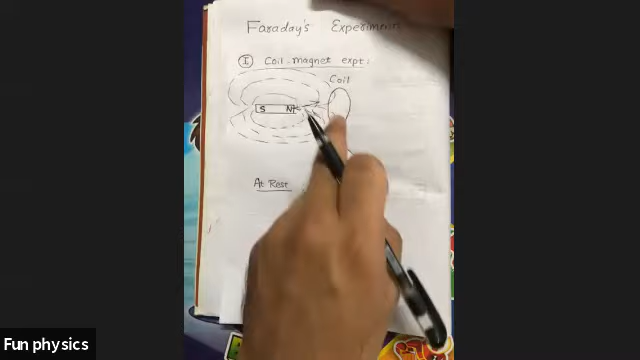 Faraday's Experiment
I Coil-magnet expt:
Coil
S N
At Rest
Fun physics